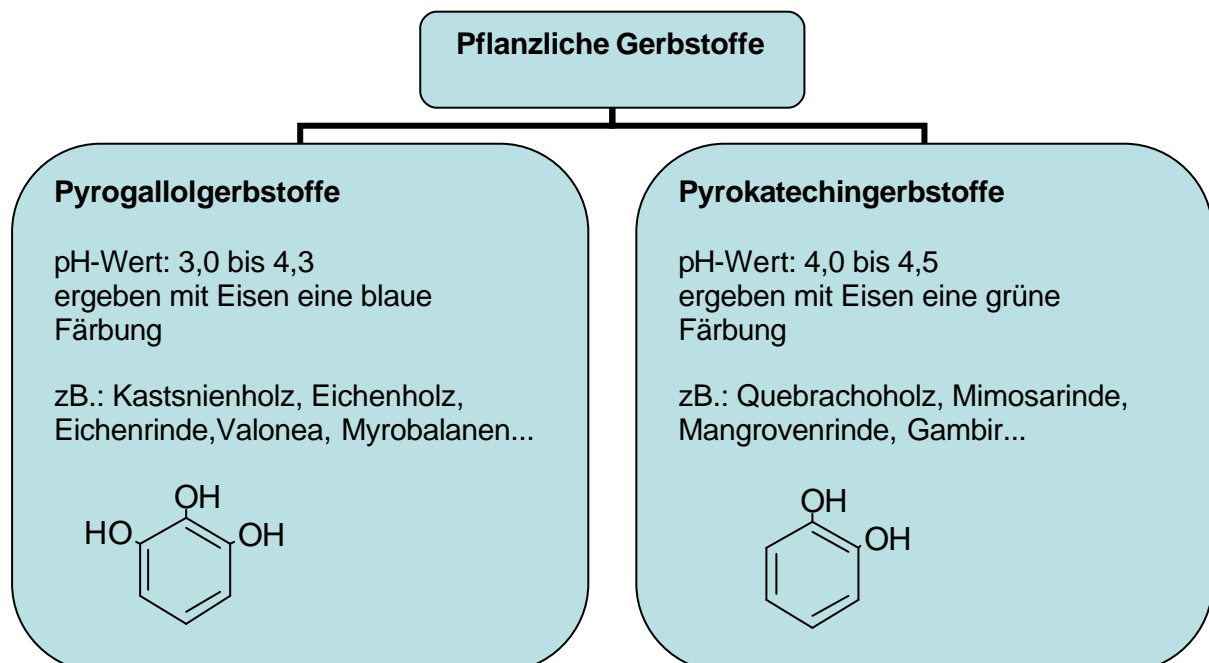 Pflanzliche Gerbstoffe
Pyrogallolgerbstoffe
pH-Wert: 3,0 bis 4,3
ergeben mit Eisen eine blaue
Färbung
zB.: Kastsnienholz, Eichenholz,
Eichenrinde,Valonea, Myrobalanen...
OH
HO
OH
Pyrokatechingerbstoffe
pH-Wert: 4,0 bis 4,5
ergeben mit Eisen eine grüne
Färbung
zB.: Quebrachoholz, Mimosarinde,
Mangrovenrinde, Gambir...
OH
OH